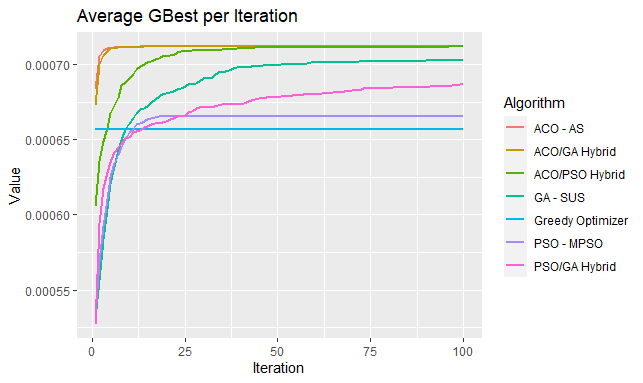 Average GBest per Iteration
Value
0.00070
0.00065
0.00060
0.00055
0
25
50
75
100
Iteration
Algorithm
ACO - AS
ACO/GA Hybrid
ACO/PSO Hybrid
GA - SUS
Greedy Optimizer
PSO - MPSO
PSO/GA Hybrid